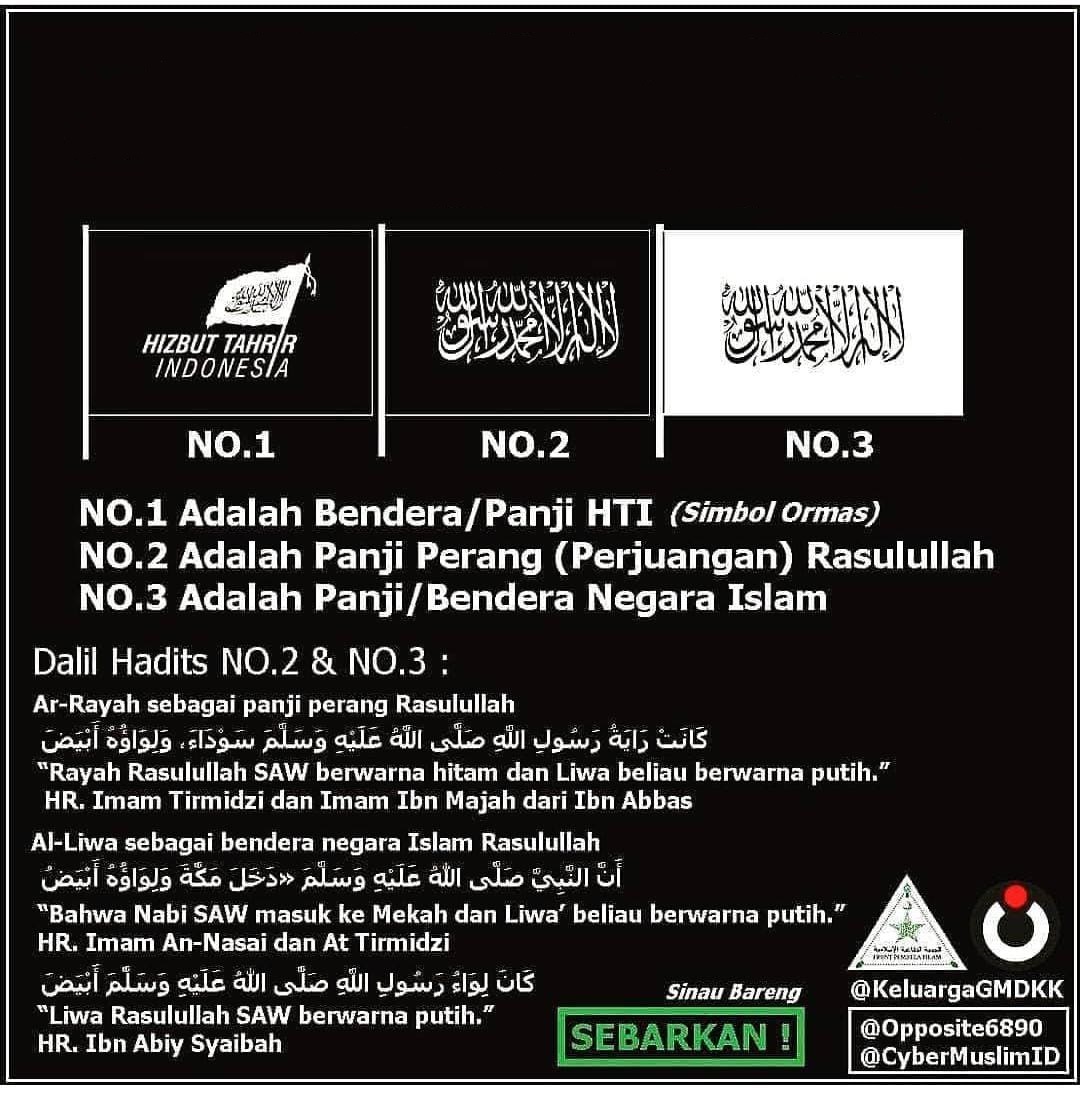 لا إله إلا الله محمد رسول الله
HIZBUT TAHRIR
INDONESIA
لا إله إلا الله محمد رسول الله
لا إله إلا الله محمد رسول الله
NO.1
NO.2
NO.3
NO.1 Adalah Bendera/Panji HTI (Simbol Ormas)
NO.2 Adalah Panji Perang (Perjuangan) Rasulullah
NO.3 Adalah Panji/Bendera Negara Islam
Dalil Hadits NO.2 & NO.3 :
Ar-Rayah sebagai panji perang Rasulullah
كَانَتْ رَايَةُ رَسُولِ اللَّهِ صَلَّى اللَّهُ عَلَيْهِ وَسَلَّمَ سَوْدَاءَ، وَلِوَاؤُهُ أَبْيَضَ
“Rayah Rasulullah SAW berwarna hitam dan Liwa beliau berwarna putih.”
HR. Imam Tirmidzi dan Imam Ibn Majah dari Ibn Abbas
Al-Liwa sebagai bendera negara Islam Rasulullah
أَنَّ النَّبِيَّ صَلَّى اللهُ عَلَيْهِ وَسَلَّمَ «دَخَلَ مَكَّةَ وَلِوَاؤُهُ أَبْيَضُ
“Bahwa Nabi SAW masuk ke Mekah dan Liwa’ beliau berwarna putih.”
HR. Imam An-Nasai dan At Tirmidzi
كَانَ لِوَاءُ رَسُولِ اللَّهِ صَلَّى اللهُ عَلَيْهِ وَسَلَّمَ أَبْيَضَ
“Liwa Rasulullah SAW berwarna putih.”
HR. Ibn Abiy Syaibah
Sinau Bareng
SEBARKAN !
FRONT PEMBELA ISLAM
@KeluargaGMDKK
@Opposite6890
@CyberMuslimID